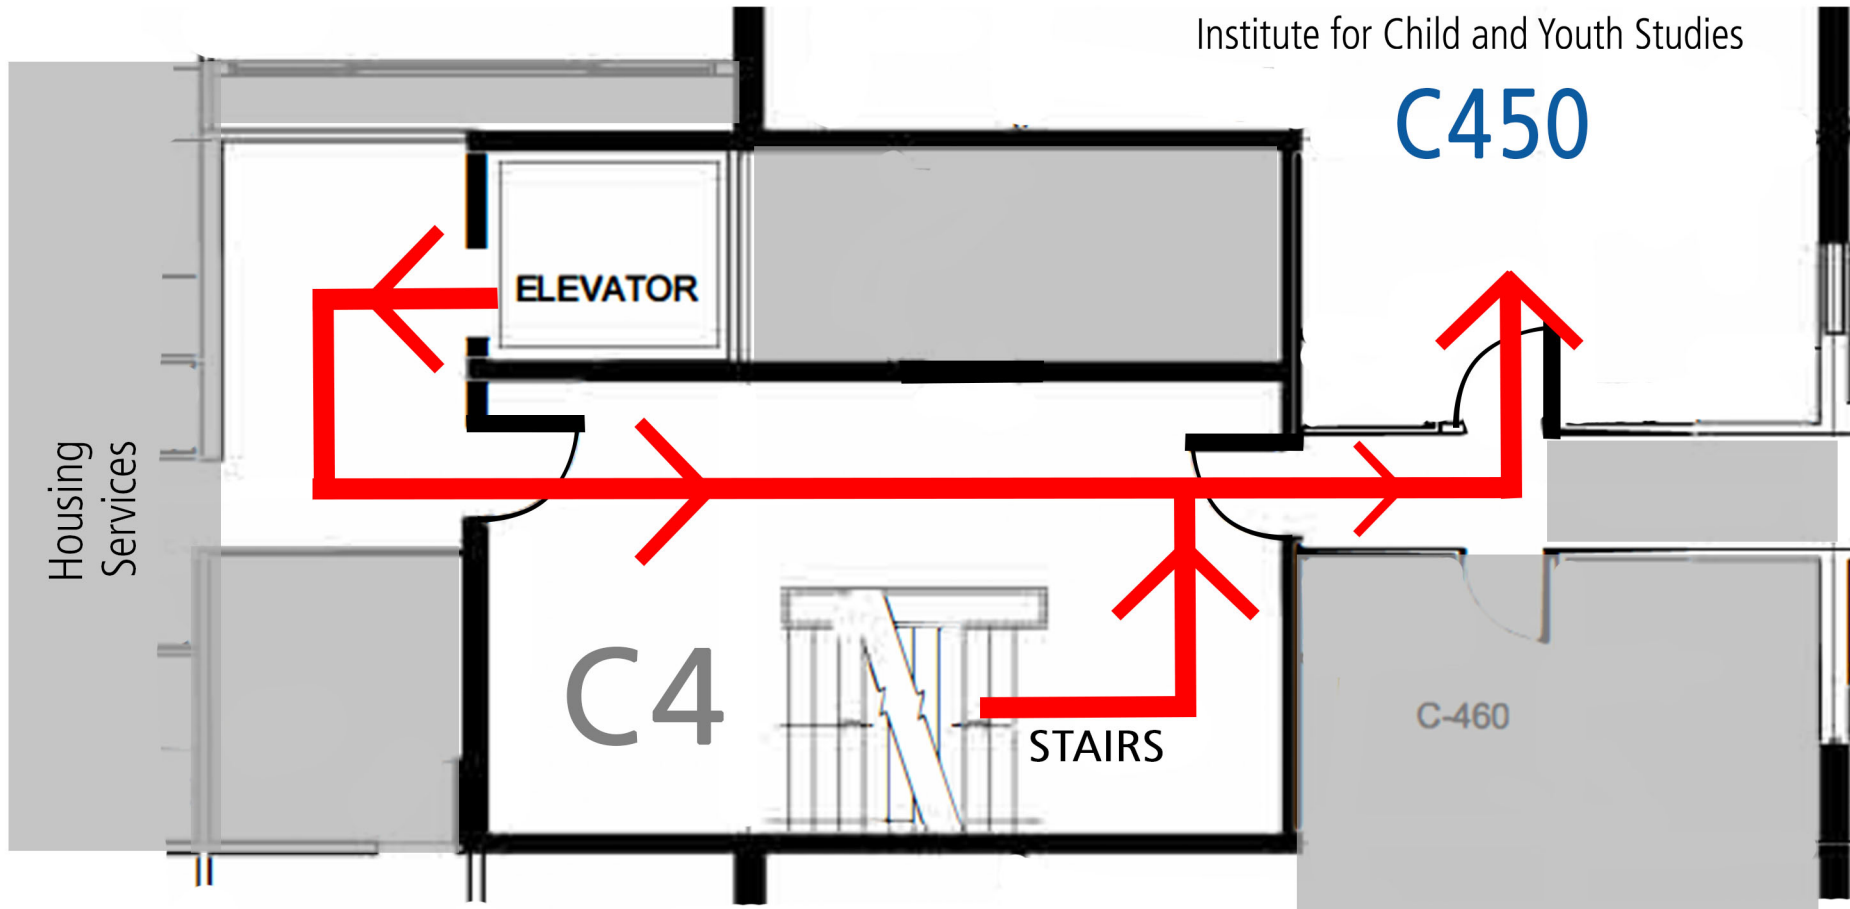 Institute for Child and Youth Studies
C450
ELEVATOR
Housing
Services
C4
STAIRS
C-460